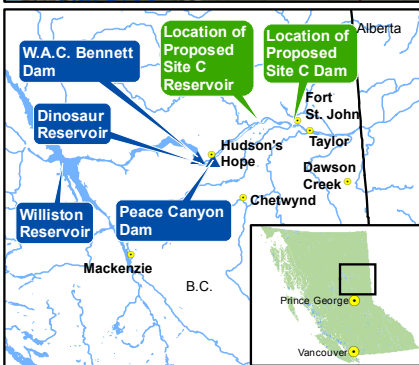 W.A.C. Bennett
Dam
Location of
Proposed
Site C
Reservoir
Location of
Proposed
Site C Dam
Alberta
Dinosaur
Reservoir
Fort
St. John
Taylor
Hudson's
Hope
Dawson
Creek
Williston
Reservoir
Peace Canyon
Dam
Chetwynd
Mackenzie
B.C.
Prince George
Vancouver